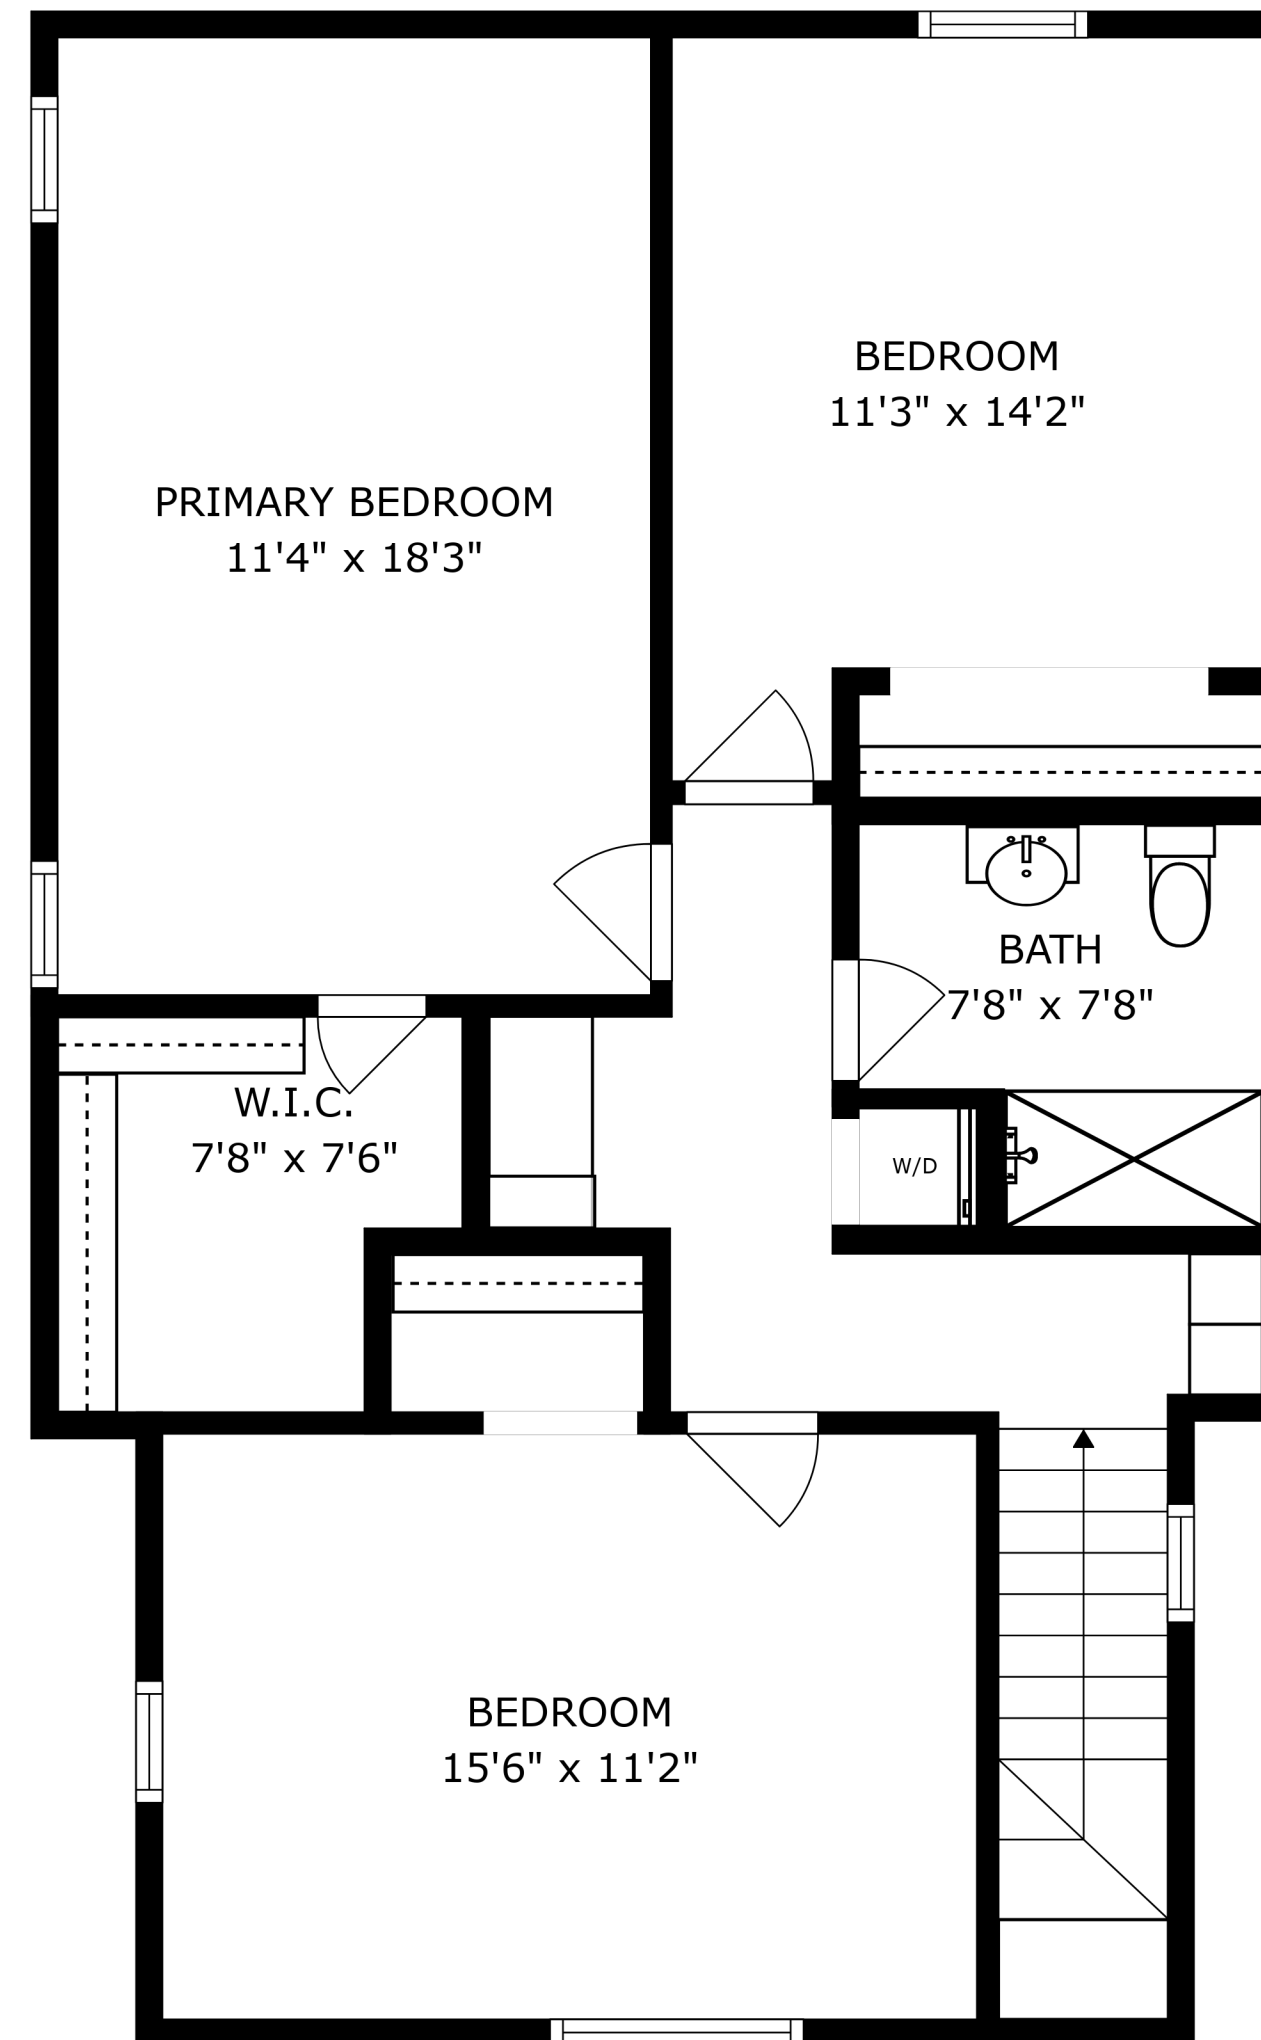 BEDROOM
11'3" x 14'2"
PRIMARY BEDROOM
11'4" x 18'3"
BATH
7'8" x 7'8"
W.I.C.
7'8" x 7'6"
W/D
BEDROOM
15'6" x 11'2"